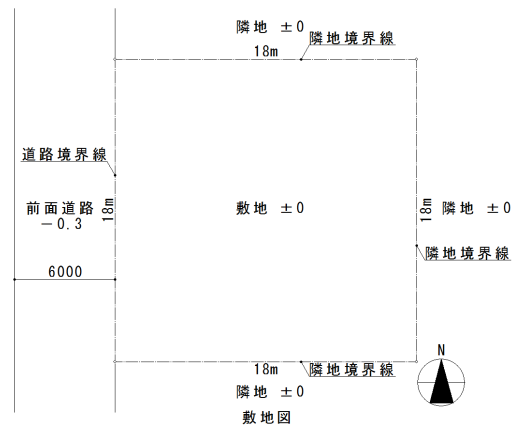 隣地 ±0
隣地境界線
18m
道路境界線
前面道路
－0.3
18m
敷地 ±0
18m
隣地 ±0
隣地境界線
6000
N
18m
隣地境界線
隣地 ±0
敷地図